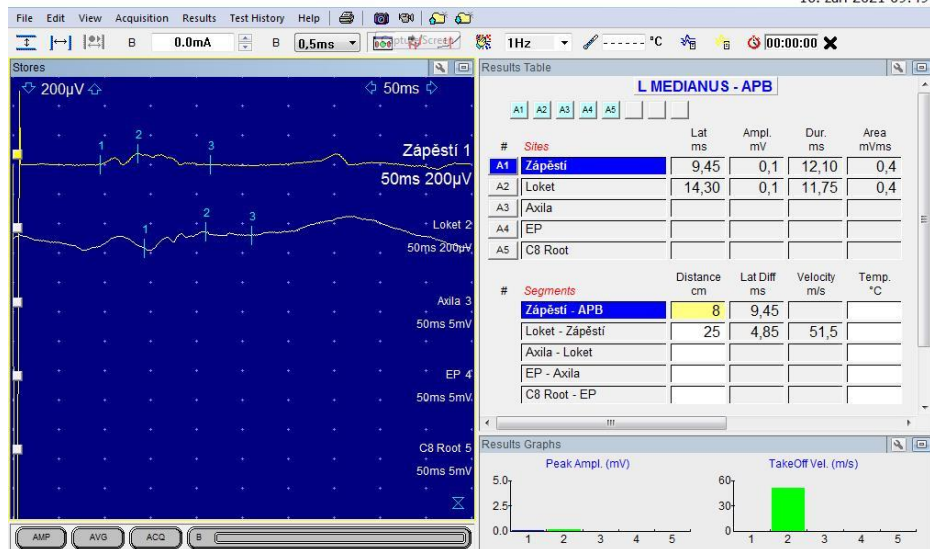 File Edit View Acquisition Results Test History Help
B 0.0mA B 0,5ms 1Hz ------ °C 00:00:00
Stores
200µV 50ms
1 2 3
Zápěstí 1
50ms 200µV
1 2 3
Loket 2
50ms 200µV
Axila 3
50ms 5mV
EP 4
50ms 5mV
C8 Root 5
50ms 5mV
AMP AVG ACQ B
Results Table
L MEDIANUS - APB
A1 A2 A3 A4 A5
# Sites Lat ms Ampl. mV Dur. ms Area mVms
A1 Zápěstí 9,45 0,1 12,10 0,4
A2 Loket 14,30 0,1 11,75 0,4
A3 Axila
A4 EP
A5 C8 Root
# Segments Distance cm Lat Diff ms Velocity m/s Temp. °C
Zápěstí - APB 8 9,45
Loket - Zápěstí 25 4,85 51,5
Axila - Loket
EP - Axila
C8 Root - EP
Results Graphs
Peak Ampl. (mV)
5.0
2.5
0.0
1 2 3 4 5
TakeOff Vel. (m/s)
60
30
0
1 2 3 4 5